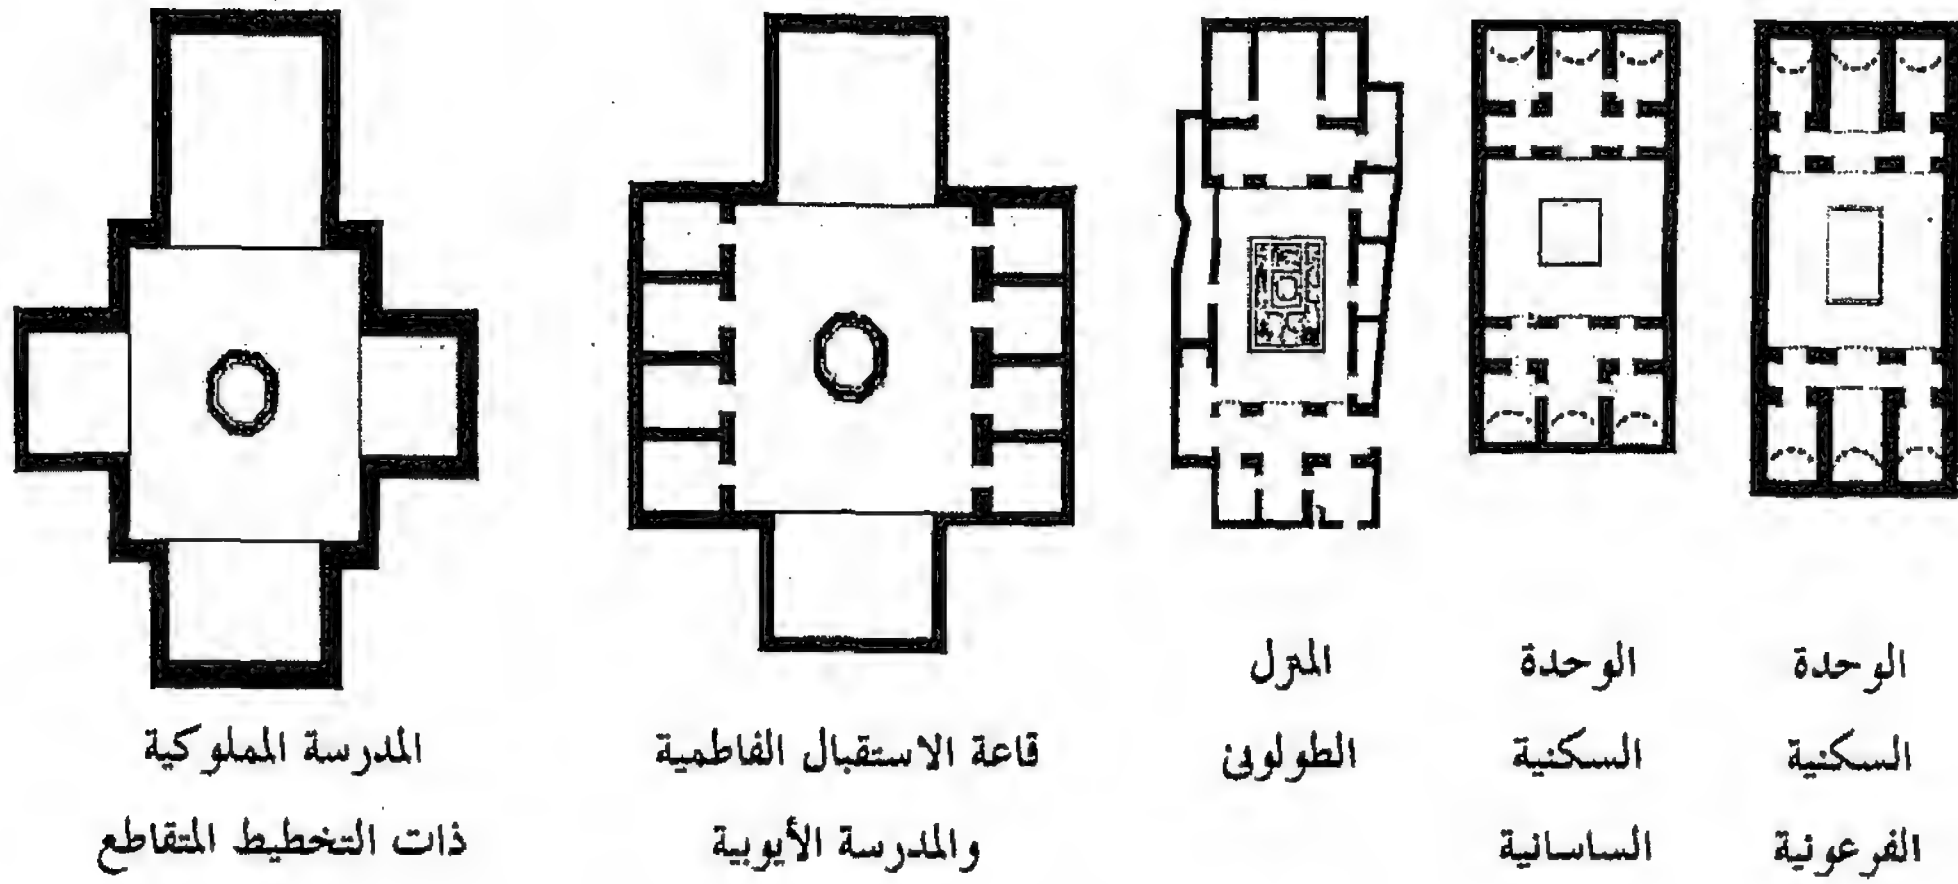 الوحدة
السكنية
الفرعونية
الوحدة
السكنية
الساسانية
المنزل
الطولونى
قاعة الاستقبال الفاطمية
والمدرسة الأيوبية
المدرسة المملوكية
ذات التخطيط المتقاطع